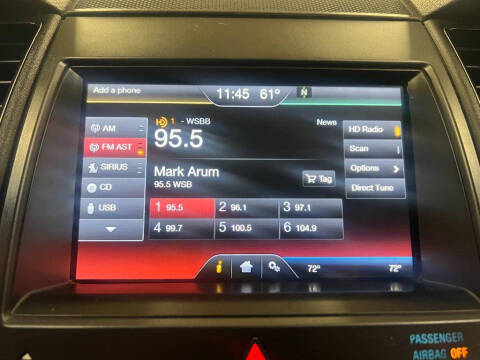 Add a phone
11:45 61°
N
AM
FM AST
SIRIUS
CD
USB
HD 1 - WSBB
News
95.5
Mark Arum
95.5 WSB
Tag
1 95.5
2 96.1
3 97.1
4 99.7
5 100.5
6 104.9
HD Radio
Scan
Options
Direct Tune
72°
72°
PASSENGER
AIRBAG OFF